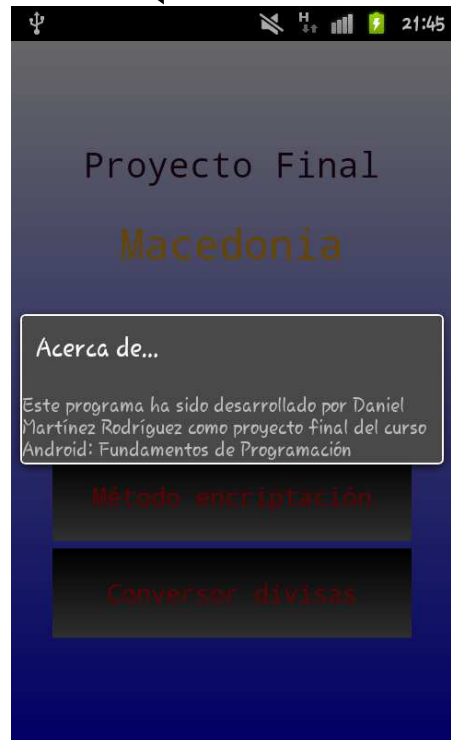 H
21:45
Proyecto Final
Macedonia
Acerca de...
Este programa ha sido desarrollado por Daniel
Martínez Rodríguez como proyecto final del curso
Android: Fundamentos de Programación
Método encriptación
Conversor divisas